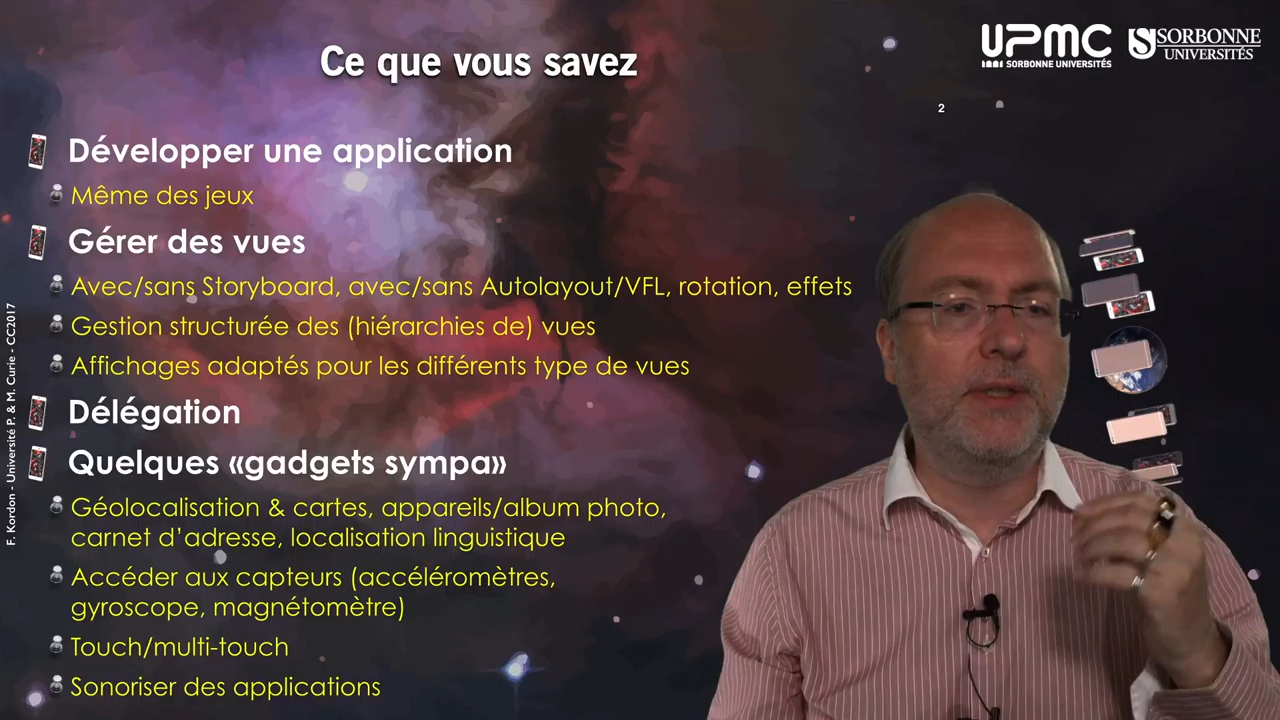 Ce que vous savez
UPMC
SORBONNE UNIVERSITÉS
SORBONNE
UNIVERSITÉS
2
Développer une application
Même des jeux
Gérer des vues
Avec/sans Storyboard, avec/sans Autolayout/VFL, rotation, effets
Gestion structurée des (hiérarchies de) vues
Affichages adaptés pour les différents type de vues
Délégation
Quelques «gadgets sympa»
Géolocalisation & cartes, appareils/album photo,
carnet d'adresse, localisation linguistique
Accéder aux capteurs (accéléromètres,
gyroscope, magnétomètre)
Touch/multi-touch
Sonoriser des applications
F. Kordon - Université P. & M. Curie - CC2017